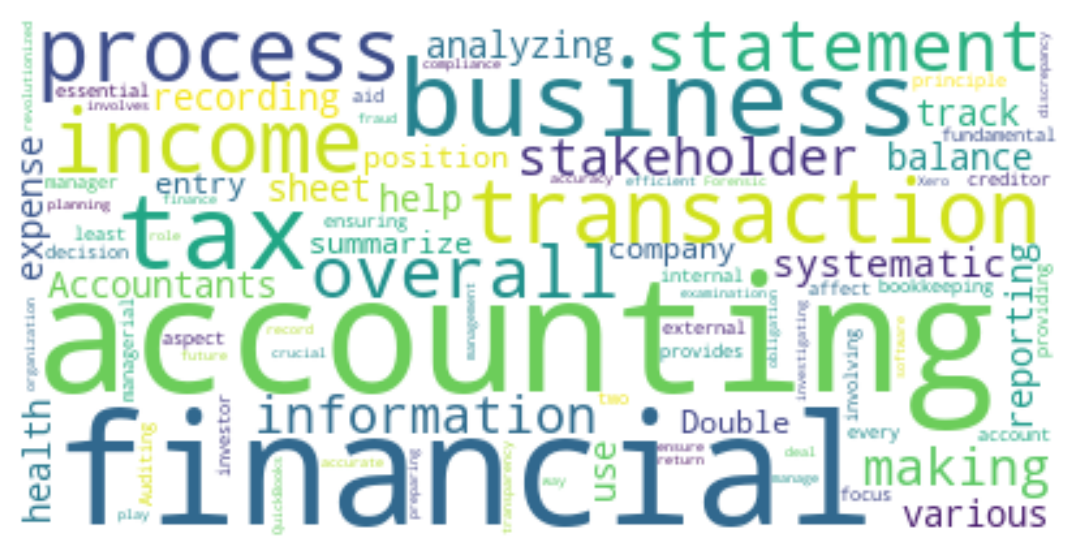 revolutionized
process
analyzing
statement
compliance
business
essential
involves
recording
aid
fraud
principle
track
discrepancy
fundamental
income
position
stakeholder
balance
expense
manager
planning
entry
finance
sheet
help
accuracy
efficient
Forensic
transaction
Xero
creditor
least
decision
tax
role
ensuring
summarize
overall
company
systematic
reporting
Accountants
internal
examination
affect
bookkeeping
providing
organization
managerial
aspect
future
record
crucial
management
accounting
external
provides
obligation
investigating
involving
software
health
financial
information
two
Double
every
account
Auditing
investor
accurate
preparing
transparency
way
use
ensure
return
deal
manage
focus
making
play
QuickBooks
various